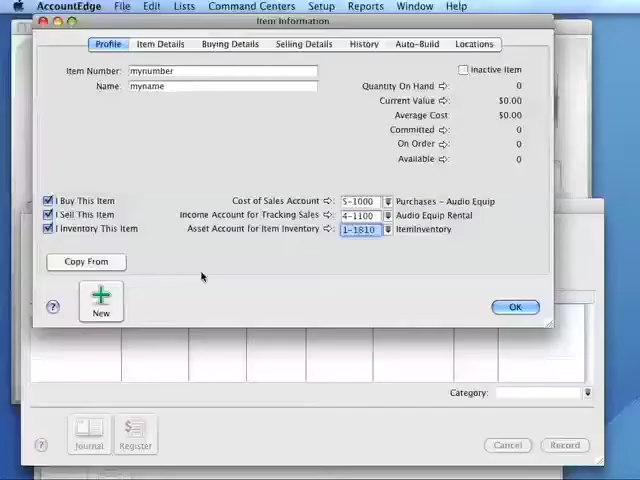 AccountEdge File Edit Lists Command Centers Setup Reports Window Help
Item Information
Profile Item Details Buying Details Selling Details History Auto-Build Locations
Item Number: mynumber
Name: myname
Inactive Item
Quantity On Hand : 0
Current Value : $0.00
Average Cost: $0.00
Committed : 0
On Order : 0
Available : 0
I Buy This Item
I Sell This Item
I Inventory This Item
Cost of Sales Account : 5-1000 Purchases - Audio Equip
Income Account for Tracking Sales : 4-1100 Audio Equip Rental
Asset Account for Item Inventory : 1-1810 ItemInventory
Copy From
? New OK
Category:
? Journal Register Cancel Record